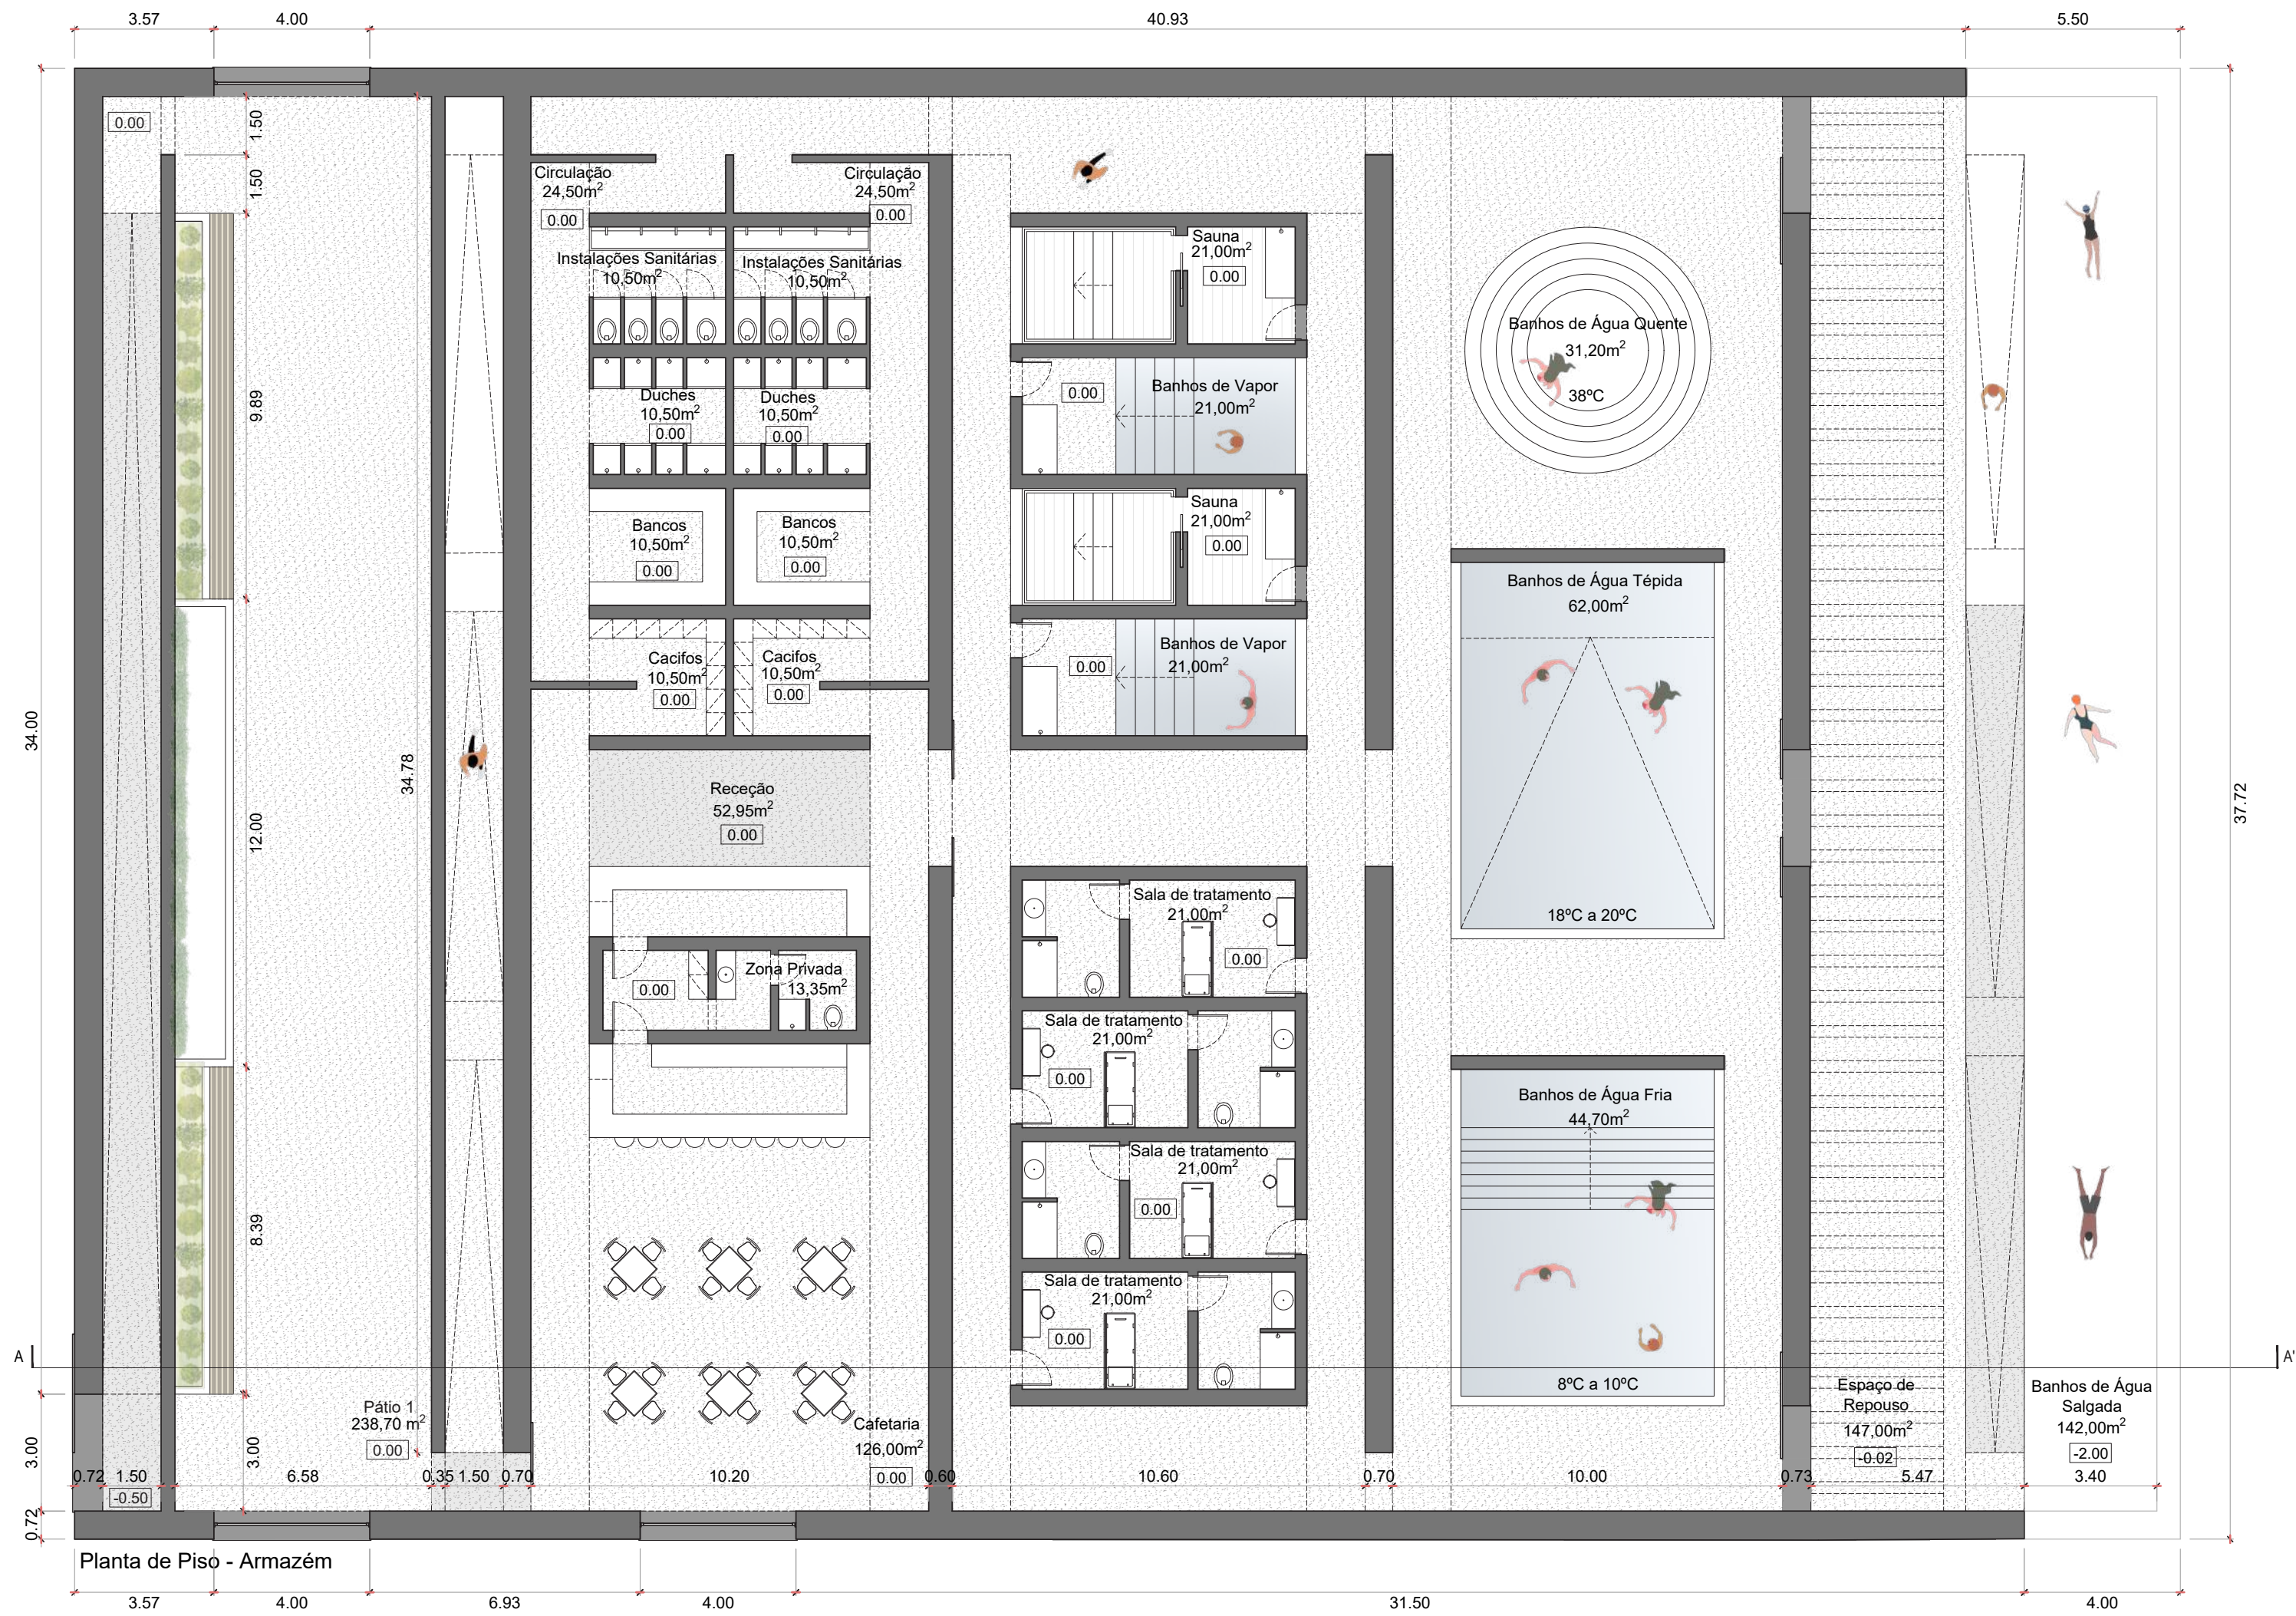 3.57
4.00
40.93
5.50
0.00
1.50
1.50
9.89
12.00
8.39
3.00
34.00
34.78
37.72
3.00
0.72
Circulação
24,50m²
0.00
Circulação
24,50m²
0.00
Instalações Sanitárias
10,50m²
Instalações Sanitárias
10,50m²
Duches
10,50m²
0.00
Duches
10,50m²
0.00
Bancos
10,50m²
0.00
Bancos
10,50m²
0.00
Cacifos
10,50m²
0.00
Cacifos
10,50m²
0.00
Receção
52,95m²
0.00
Zona Privada
13,35m²
0.00
Sauna
21,00m²
0.00
Banhos de Vapor
21,00m²
0.00
Sauna
21,00m²
0.00
Banhos de Vapor
21,00m²
0.00
Sala de tratamento
21,00m²
0.00
Sala de tratamento
21,00m²
0.00
Sala de tratamento
21,00m²
0.00
Sala de tratamento
21,00m²
0.00
Banhos de Água Quente
31,20m²
38ºC
Banhos de Água Tépida
62,00m²
18ºC a 20ºC
Banhos de Água Fria
44,70m²
8ºC a 10ºC
A
A'
Pátio 1
238,70 m²
0.00
Cafetaria
126,00m²
0.00
Espaço de
Repouso
147,00m²
-0.02
Banhos de Água
Salgada
142,00m²
-2.00
0.72
1.50
6.58
0.35
1.50
0.70
10.20
0.60
10.60
0.70
10.00
0.73
5.47
3.40
-0.50
Planta de Piso - Armazém
3.57
4.00
6.93
4.00
31.50
4.00